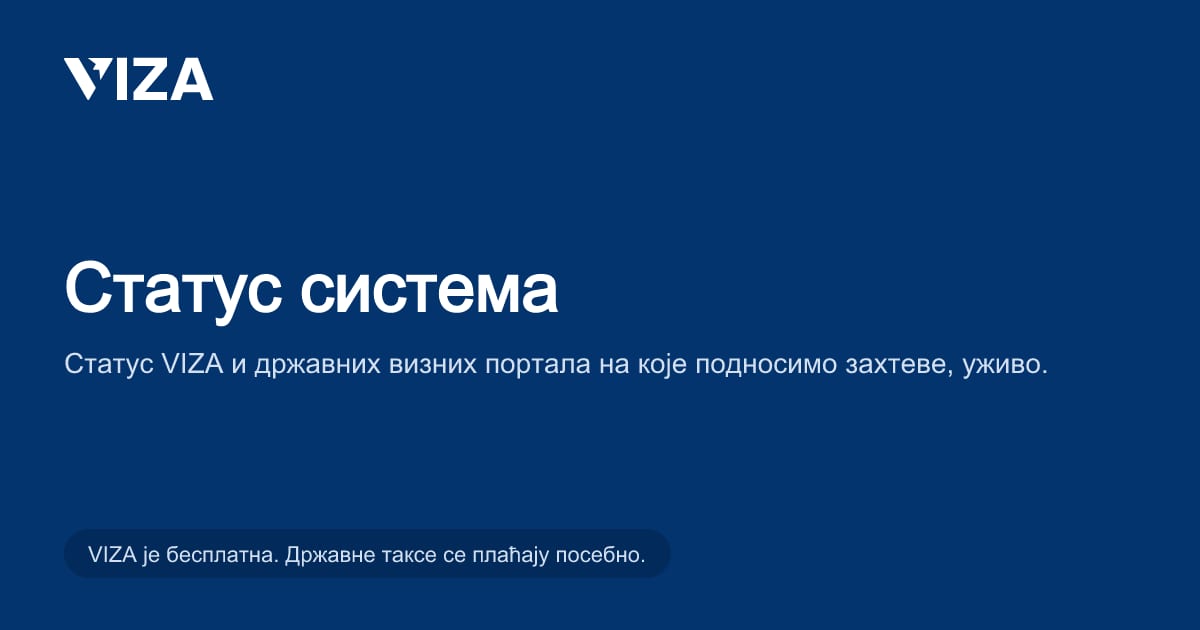 VIZA
Статус система
Статус VIZA и државних визних портала на које подносимо захтеве, уживо.
VIZA је бесплатна. Државне таксе се плаћају посебно.